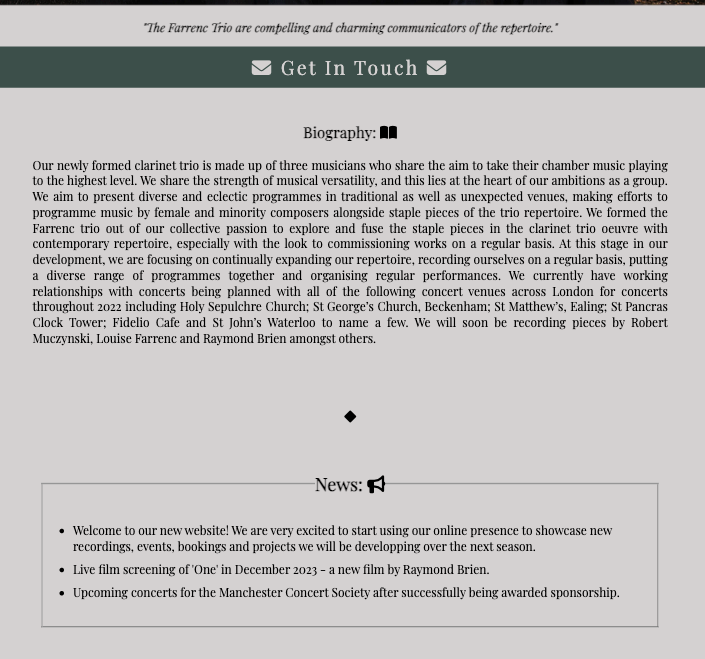 "The Farrenc Trio are compelling and charming communicators of the repertoire."
Get In Touch
Biography:
Our newly formed clarinet trio is made up of three musicians who share the aim to take their chamber music playing
to the highest level. We share the strength of musical versatility, and this lies at the heart of our ambitions as a group.
We aim to present diverse and eclectic programmes in traditional as well as unexpected venues, making efforts to
programme music by female and minority composers alongside staple pieces of the trio repertoire. We formed the
Farrenc trio out of our collective passion to explore and fuse the staple pieces in the clarinet trio oeuvre with
contemporary repertoire, especially with the look to commissioning works on a regular basis. At this stage in our
development, we are focusing on continually expanding our repertoire, recording ourselves on a regular basis, putting
a diverse range of programmes together and organising regular performances. We currently have working
relationships with concerts being planned with all of the following concert venues across London for concerts
throughout 2022 including Holy Sepulchre Church; St George's Church, Beckenham; St Matthew's, Ealing; St Pancras
Clock Tower; Fidelio Cafe and St John's Waterloo to name a few. We will soon be recording pieces by Robert
Muczynski, Louise Farrenc and Raymond Brien amongst others.
News:
• Welcome to our new website! We are very excited to start using our online presence to showcase new
recordings, events, bookings and projects we will be developping over the next season.
• Live film screening of 'One' in December 2023 - a new film by Raymond Brien.
• Upcoming concerts for the Manchester Concert Society after successfully being awarded sponsorship.